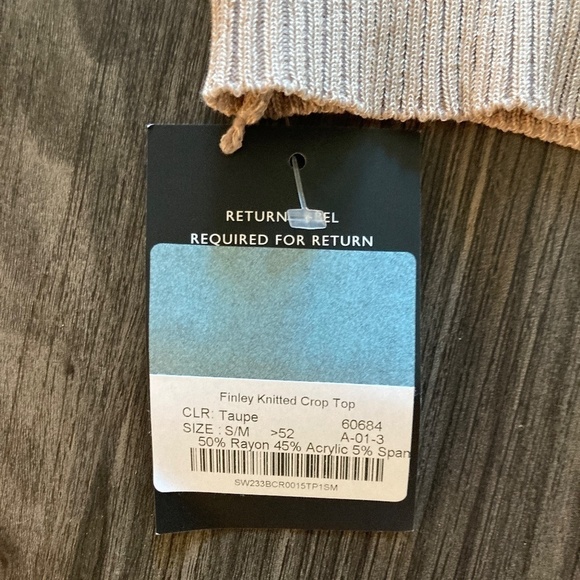 RETURN
REQUIRED FOR RETURN
Finley Knitted Crop Top
CLR: Taupe 60684
SIZE : S/M >52 A-01-3
50% Rayon 45% Acrylic 5% Span
SW233BCR0015TP1SM